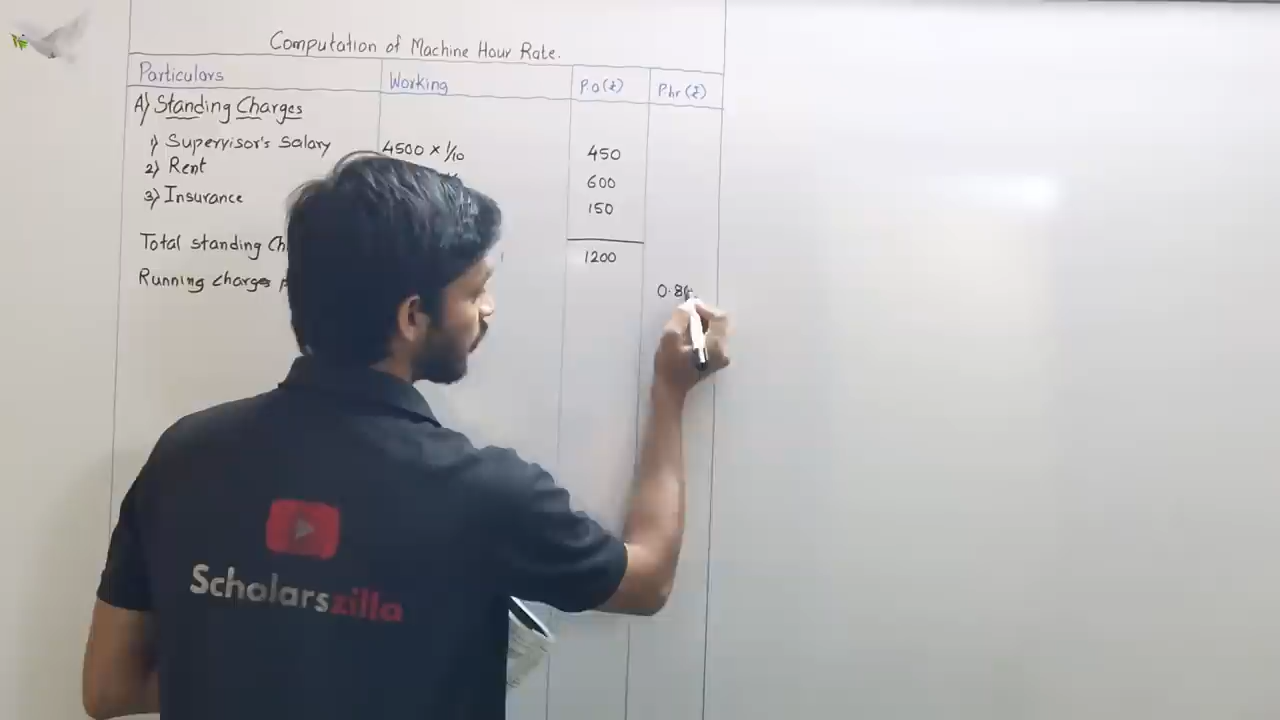 Computation of Machine Hour Rate.
Particulars Working P.a(₹) Phr(₹)
A) Standing Charges
1) Supervisor's Salary 4500 × 1/10 450
2) Rent 600
3) Insurance 150
Total standing Ch
1200
Running charges
Scholarszilla